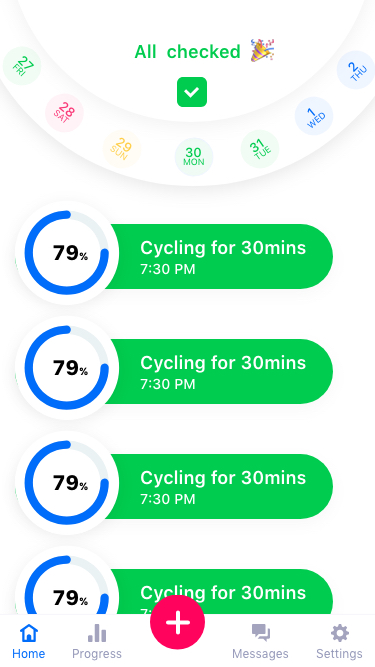 All checked 🎉
27
FRI
28
SAT
29
SUN
30
MON
31
TUE
1
WED
2
THU
79%
Cycling for 30mins
7:30 PM
79%
Cycling for 30mins
7:30 PM
79%
Cycling for 30mins
7:30 PM
79%
Cycling for 30mins
Home
Progress
Messages
Settings